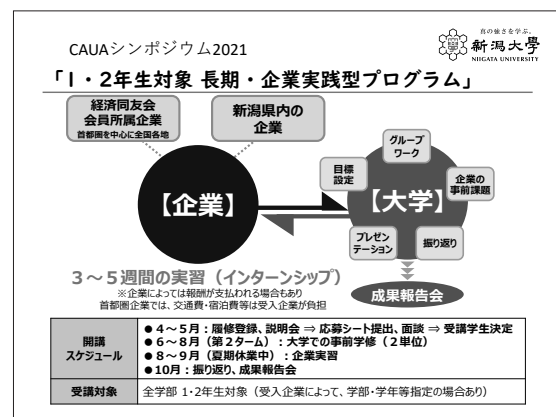 CAUAシンポジウム2021
真の強さを学ぶ。
新潟大學
NIIGATA UNIVERSITY
「1・2年生対象 長期・企業実践型プログラム」
経済同友会
会員所属企業
首都圏を中心に全国各地
新潟県内の
企業
グループ
ワーク
目標
設定
企業の
事前課題
【企業】
【大学】
プレゼン
テーション
振り返り
3～5週間の実習（インターンシップ）
※企業によっては報酬が支払われる場合もあり
首都圏企業では、交通費・宿泊費等は受入企業が負担
成果報告会
開講
スケジュール
●4～5月：履修登録、説明会 ⇒ 応募シート提出、面談 ⇒ 受講学生決定
●6～8月（第2ターム）：大学での事前学修（2単位）
●8～9月（夏期休業中）：企業実習
●10月：振り返り、成果報告会
受講対象
全学部 1・2年生対象（受入企業によって、学部・学年等指定の場合あり）